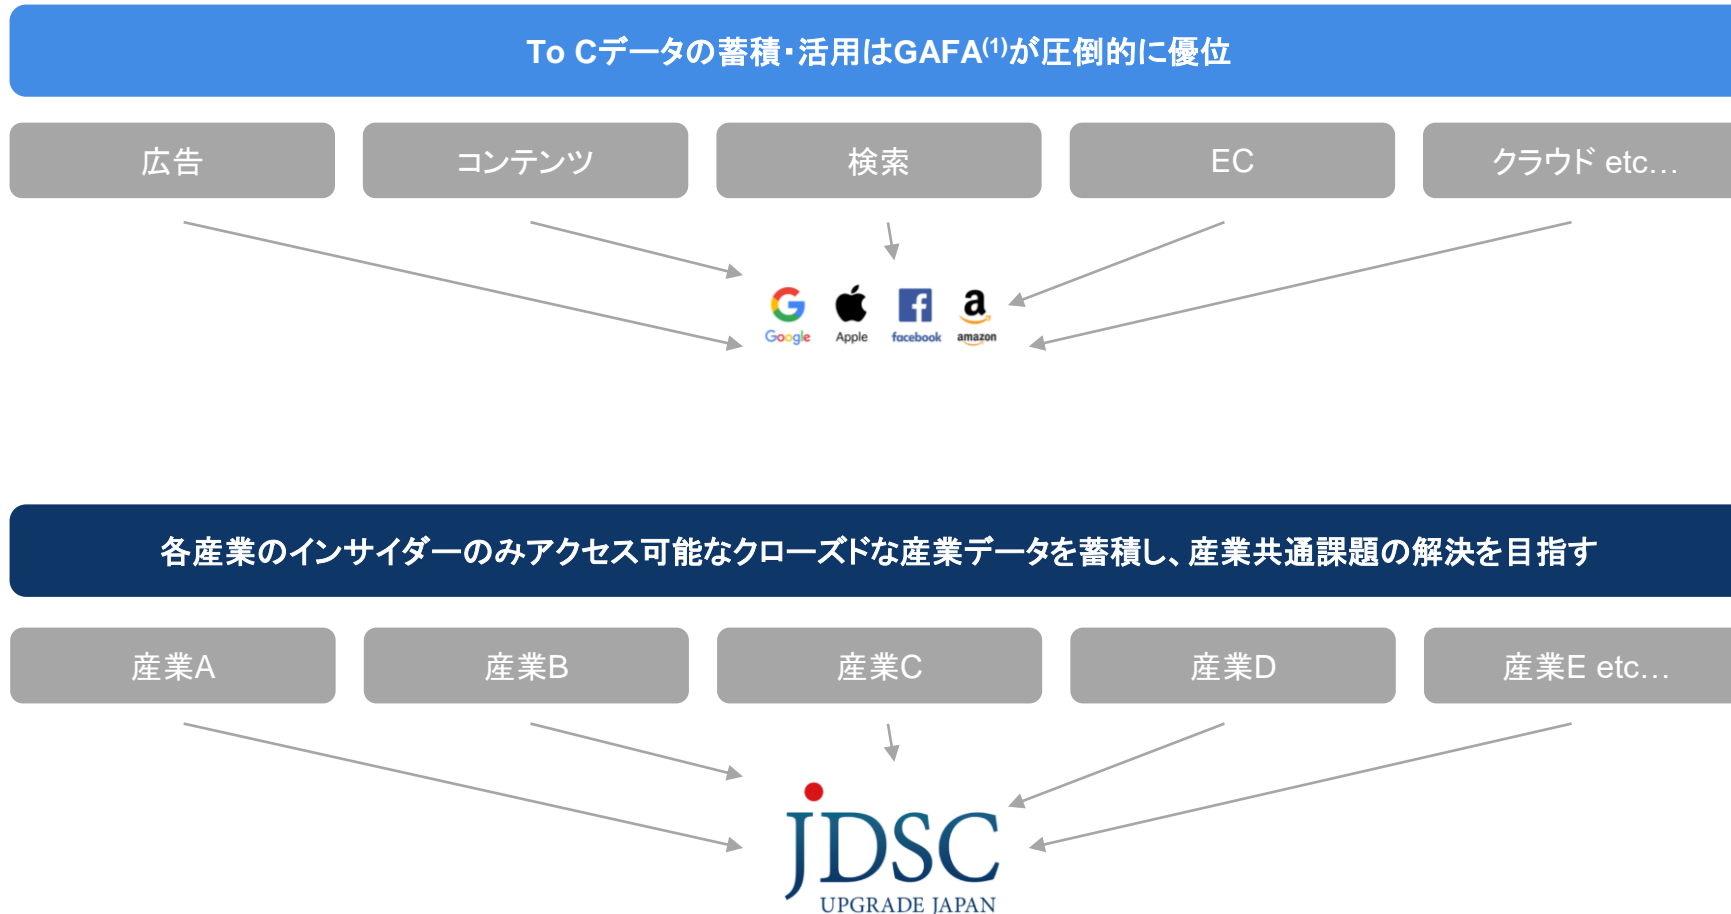 To Cデータの蓄積・活用はGAFA(1)が圧倒的に優位
広告
コンテンツ
検索
EC
クラウド etc…
Google
Apple
facebook
amazon
各産業のインサイダーのみアクセス可能なクローズドな産業データを蓄積し、産業共通課題の解決を目指す
産業A
産業B
産業C
産業D
産業E etc…
JDSC
UPGRADE JAPAN